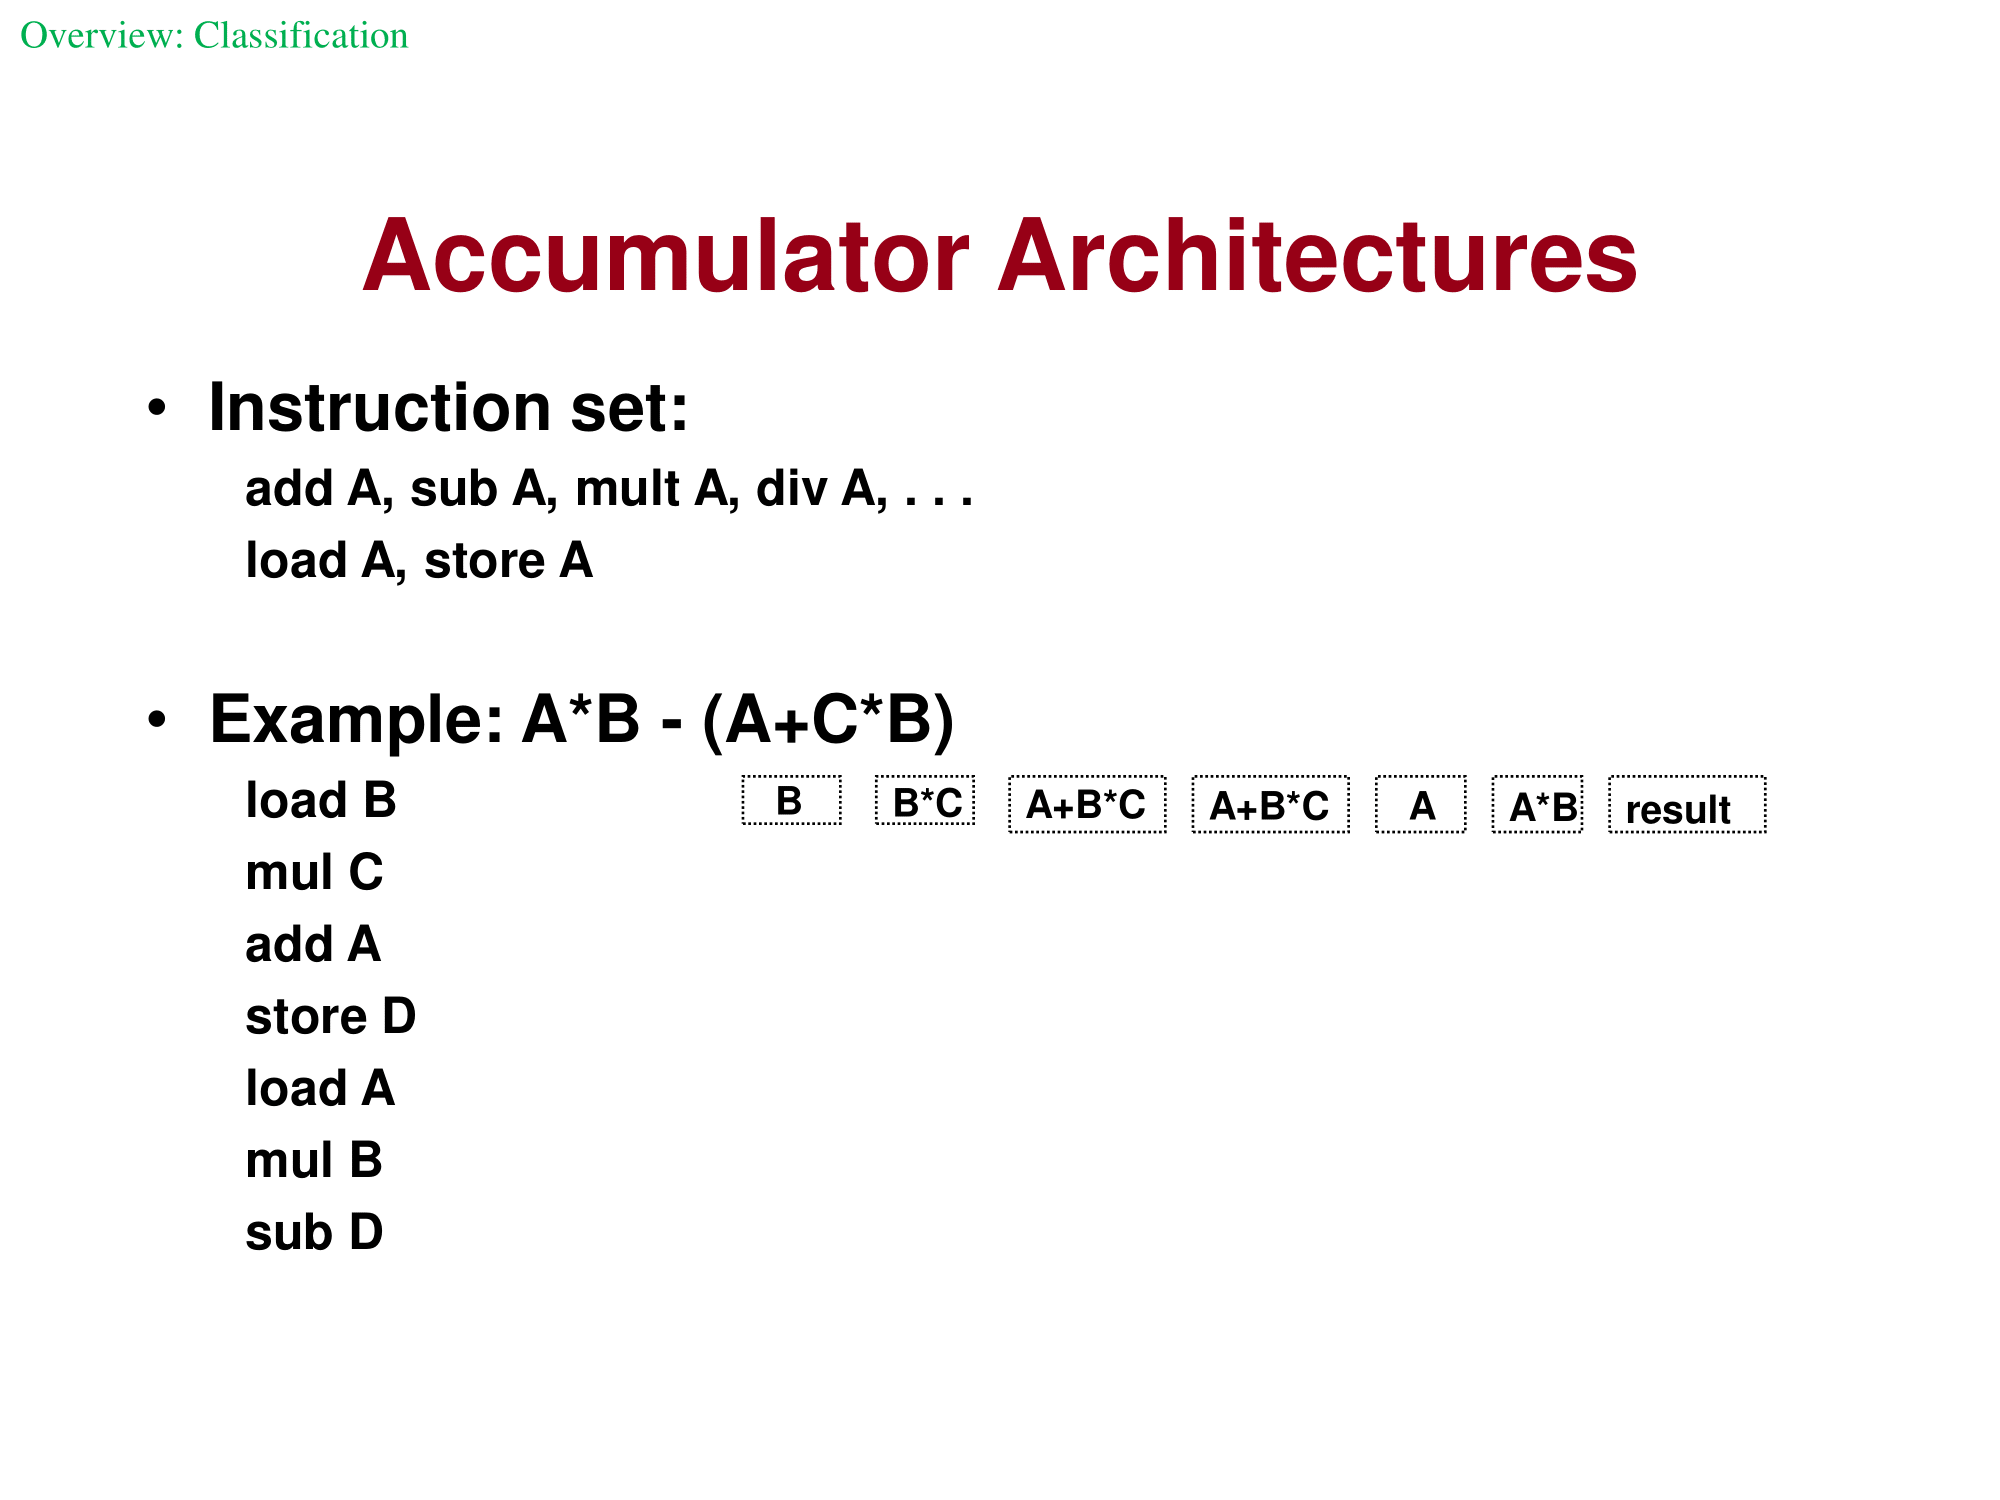 Overview: Classification
Accumulator Architectures
• Instruction set:
add A, sub A, mult A, div A, . . .
load A, store A
• Example: A*B - (A+C*B)
load B
B B*C A+B*C A+B*C A A*B result
mul C
add A
store D
load A
mul B
sub D